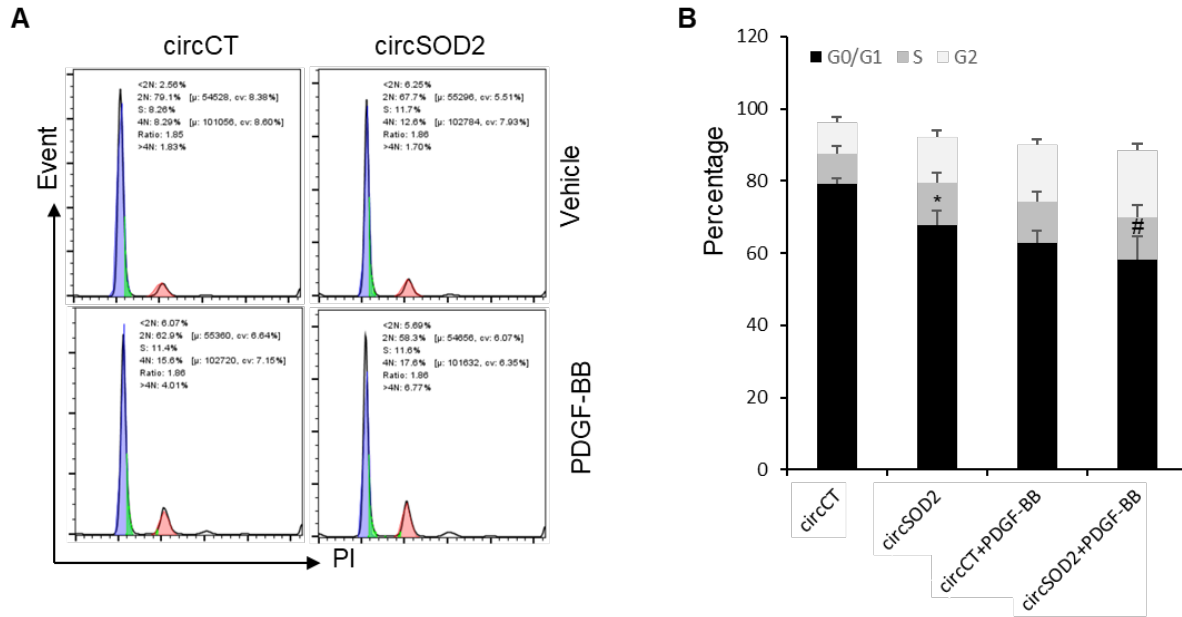 A
circCT
circSOD2
<2N: 2.56%
2N: 79.1% [μ: 54528, cv: 8.38%]
S: 8.26%
4N: 8.29% [μ: 101056, cv: 8.60%]
Ratio: 1.85
>4N: 1.83%
<2N: 6.25%
2N: 67.7% [μ: 55296, cv: 5.51%]
S: 11.7%
4N: 12.6% [μ: 102784, cv: 7.93%]
Ratio: 1.86
>4N: 1.70%
Event
Vehicle
<2N: 6.07%
2N: 62.9% [μ: 55360, cv: 6.64%]
S: 11.4%
4N: 15.6% [μ: 102720, cv: 7.15%]
Ratio: 1.86
>4N: 4.01%
<2N: 5.69%
2N: 58.3% [μ: 54656, cv: 6.07%]
S: 11.6%
4N: 17.6% [μ: 101632, cv: 6.35%]
Ratio: 1.86
>4N: 6.77%
PDGF-BB
PI
B
120
100
80
60
40
20
0
Percentage
G0/G1 S G2
*
#
circCT
circSOD2
circCT+PDGF-BB
circSOD2+PDGF-BB